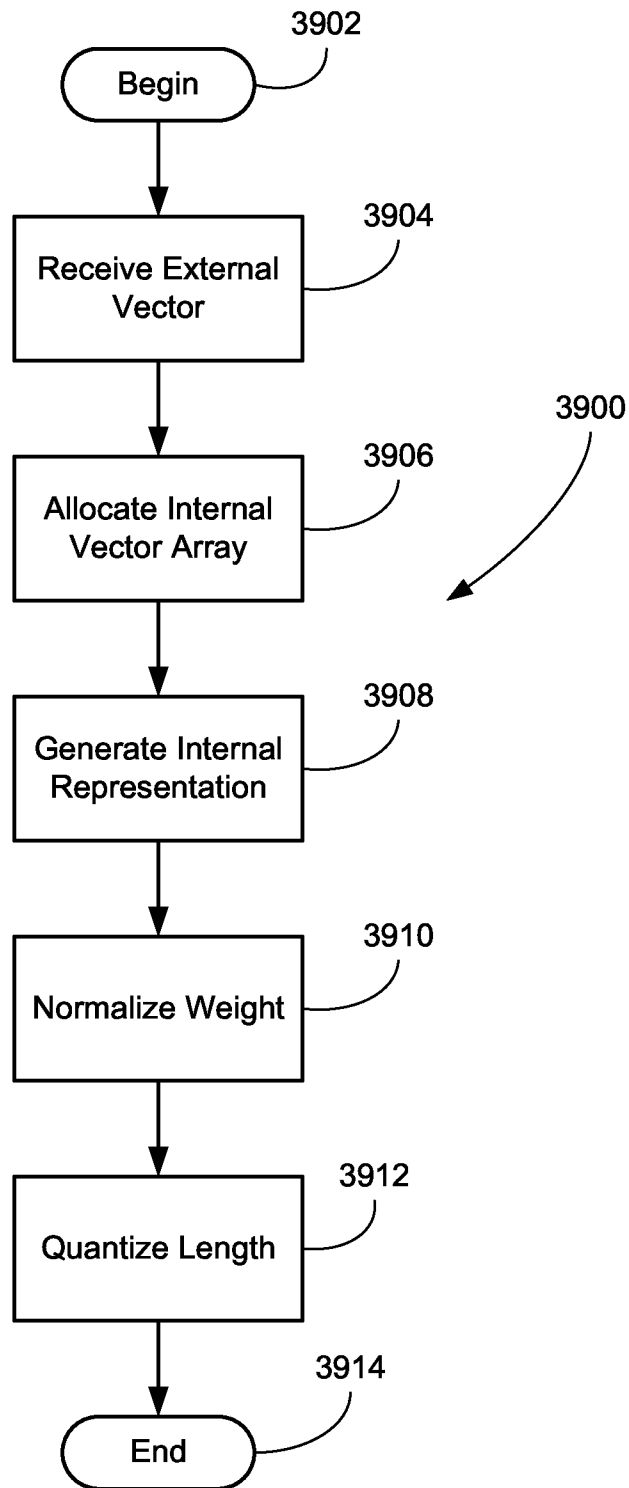 3902
Begin
3904
Receive External
Vector
3900
3906
Allocate Internal
Vector Array
3908
Generate Internal
Representation
3910
Normalize Weight
3912
Quantize Length
3914
End